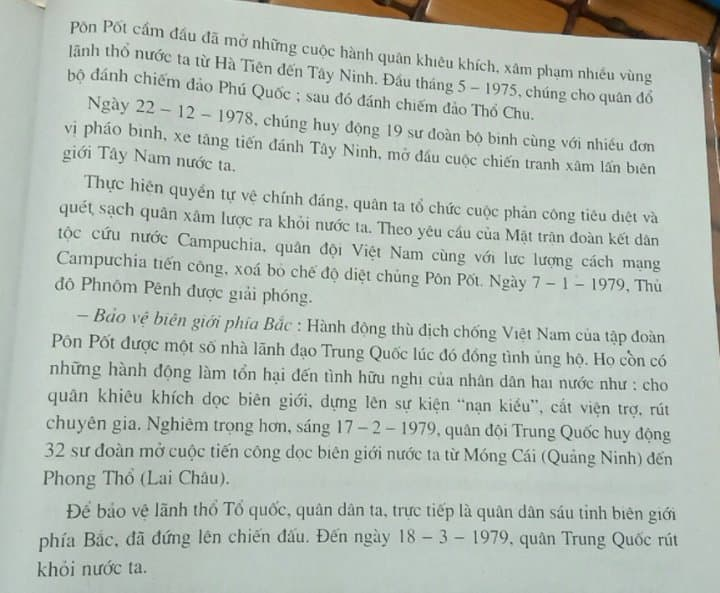 Pôn Pốt cầm đầu đã mở những cuộc hành quân khiêu khích, xâm phạm nhiều vùng
lãnh thổ nước ta từ Hà Tiên đến Tây Ninh. Đầu tháng 5 – 1975, chúng cho quân đổ
bộ đánh chiếm đảo Phú Quốc ; sau đó đánh chiếm đảo Thổ Chu.
Ngày 22 – 12 – 1978, chúng huy động 19 sư đoàn bộ binh cùng với nhiều đơn
vị pháo binh, xe tăng tiến đánh Tây Ninh, mở đầu cuộc chiến tranh xâm lấn biên
giới Tây Nam nước ta.
Thực hiện quyền tự vệ chính đáng, quân ta tổ chức cuộc phản công tiêu diệt và
quét sạch quân xâm lược ra khỏi nước ta. Theo yêu cầu của Mặt trận đoàn kết dân
tộc cứu nước Campuchia, quân đội Việt Nam cùng với lực lượng cách mạng
Campuchia tiến công, xoá bỏ chế độ diệt chủng Pôn Pốt. Ngày 7 – 1 – 1979, Thủ
đô Phnôm Pênh được giải phóng.
– Bảo vệ biên giới phía Bắc : Hành động thù địch chống Việt Nam của tập đoàn
Pôn Pốt được một số nhà lãnh đạo Trung Quốc lúc đó đồng tình ủng hộ. Họ còn có
những hành động làm tổn hại đến tình hữu nghị của nhân dân hai nước như : cho
quân khiêu khích dọc biên giới, dựng lên sự kiện “nạn kiều”, cắt viện trợ, rút
chuyên gia. Nghiêm trọng hơn, sáng 17 – 2 – 1979, quân đội Trung Quốc huy động
32 sư đoàn mở cuộc tiến công dọc biên giới nước ta từ Móng Cái (Quảng Ninh) đến
Phong Thổ (Lai Châu).
Để bảo vệ lãnh thổ Tổ quốc, quân dân ta, trực tiếp là quân dân sáu tỉnh biên giới
phía Bắc, đã đứng lên chiến đấu. Đến ngày 18 – 3 – 1979, quân Trung Quốc rút
khỏi nước ta.